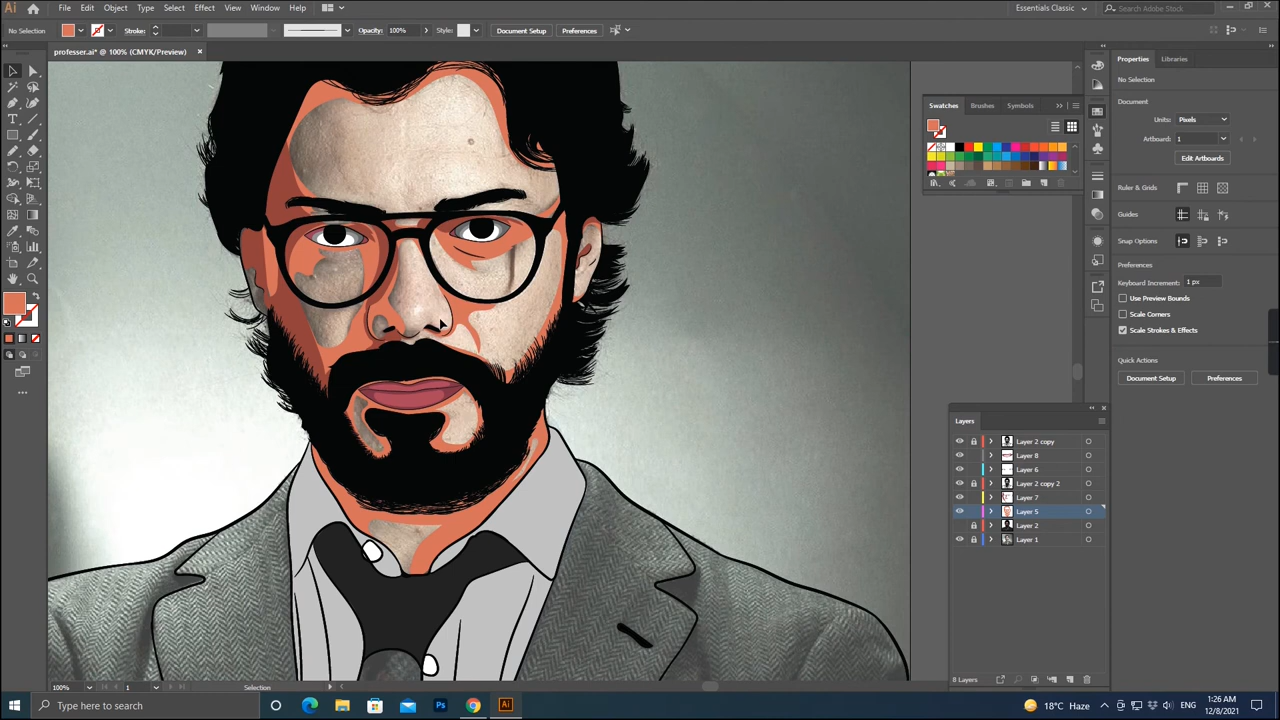 Ai File Edit Object Type Select Effect View Window Help Essentials Classic Search Adobe Stock
No Selection Stroke: Opacity: 100% Style: Document Setup Preferences
professer.ai* @ 100% (CMYK/Preview) ×
Properties Libraries
No Selection
Document
Units: Pixels
Artboard: 1
Edit Artboards
Ruler & Grids
Guides
Snap Options
Preferences
Keyboard Increment: 1 px
Use Preview Bounds
Scale Corners
Scale Strokes & Effects
Quick Actions
Document Setup Preferences
Swatches Brushes Symbols
Layers
Layer 2 copy
Layer 8
Layer 6
Layer 2 copy 2
Layer 7
Layer 5
Layer 2
Layer 1
8 Layers
100% 1 Selection
Type here to search Ps Ai 18°C Haze 1:26 AM
12/8/2021